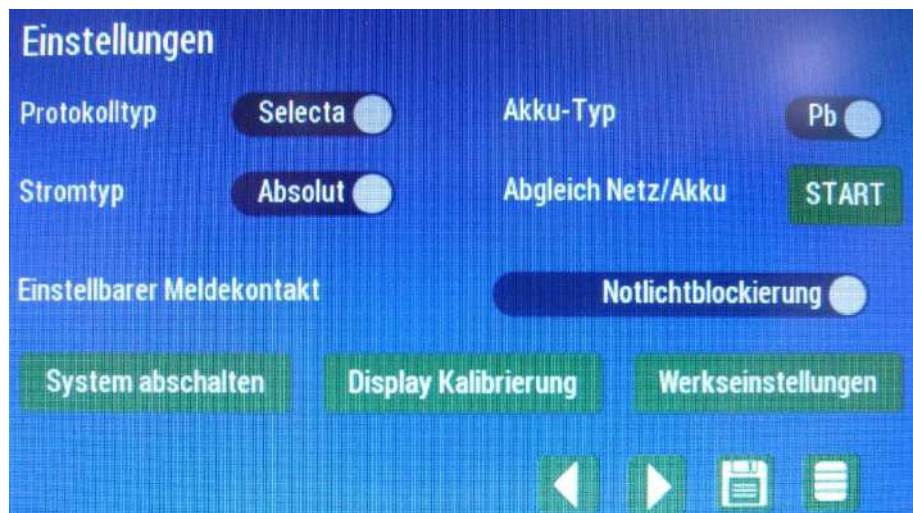 Einstellungen
Protokolltyp Selecta Akku-Typ Pb
Stromtyp Absolut Abgleich Netz/Akku START
Einstellbarer Meldekontakt Notlichtblockierung
System abschalten Display Kalibrierung Werkseinstellungen